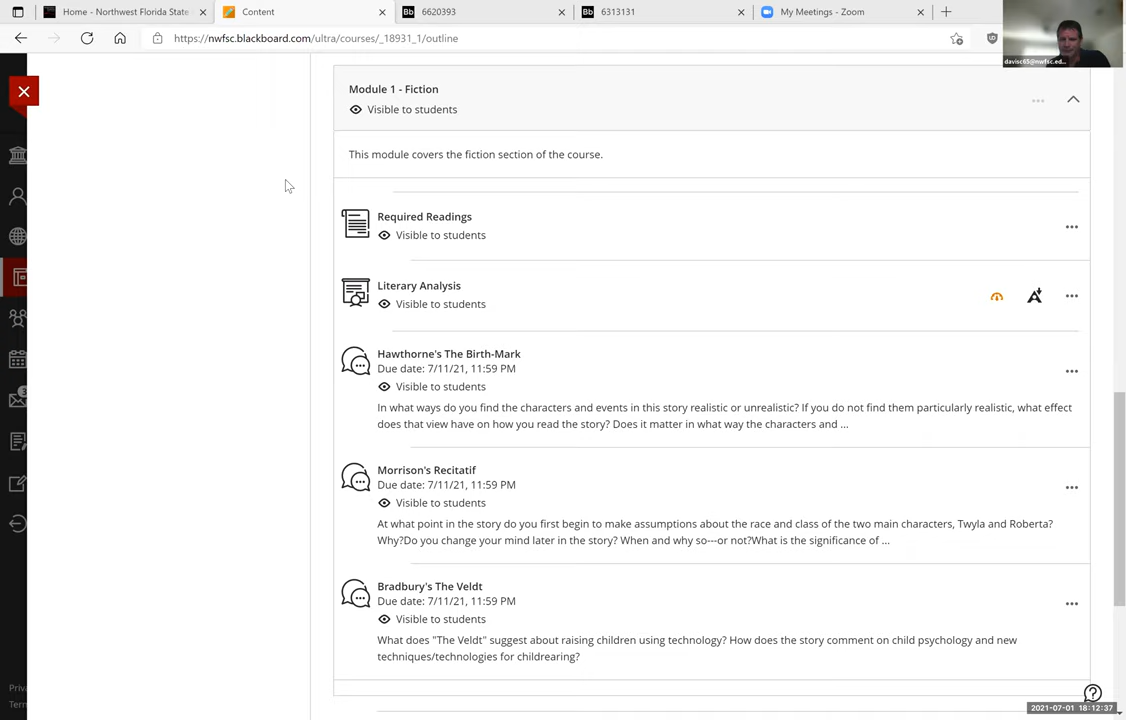 Home - Northwest Florida State
Content
Bb 6620393
Bb 6313131
My Meetings - Zoom
https://nwfsc.blackboard.com/ultra/courses/_18931_1/outline
davisc65@nwfsc.ed...
Module 1 - Fiction
Visible to students
This module covers the fiction section of the course.
Required Readings
Visible to students
Literary Analysis
Visible to students
Hawthorne's The Birth-Mark
Due date: 7/11/21, 11:59 PM
Visible to students
In what ways do you find the characters and events in this story realistic or unrealistic? If you do not find them particularly realistic, what effect
does that view have on how you read the story? Does it matter in what way the characters and ...
Morrison's Recitatif
Due date: 7/11/21, 11:59 PM
Visible to students
At what point in the story do you first begin to make assumptions about the race and class of the two main characters, Twyla and Roberta?
Why?Do you change your mind later in the story? When and why so---or not?What is the significance of ...
Bradbury's The Veldt
Due date: 7/11/21, 11:59 PM
Visible to students
What does "The Veldt" suggest about raising children using technology? How does the story comment on child psychology and new
techniques/technologies for childrearing?
Priva
Term
2021-07-01 18:12:37